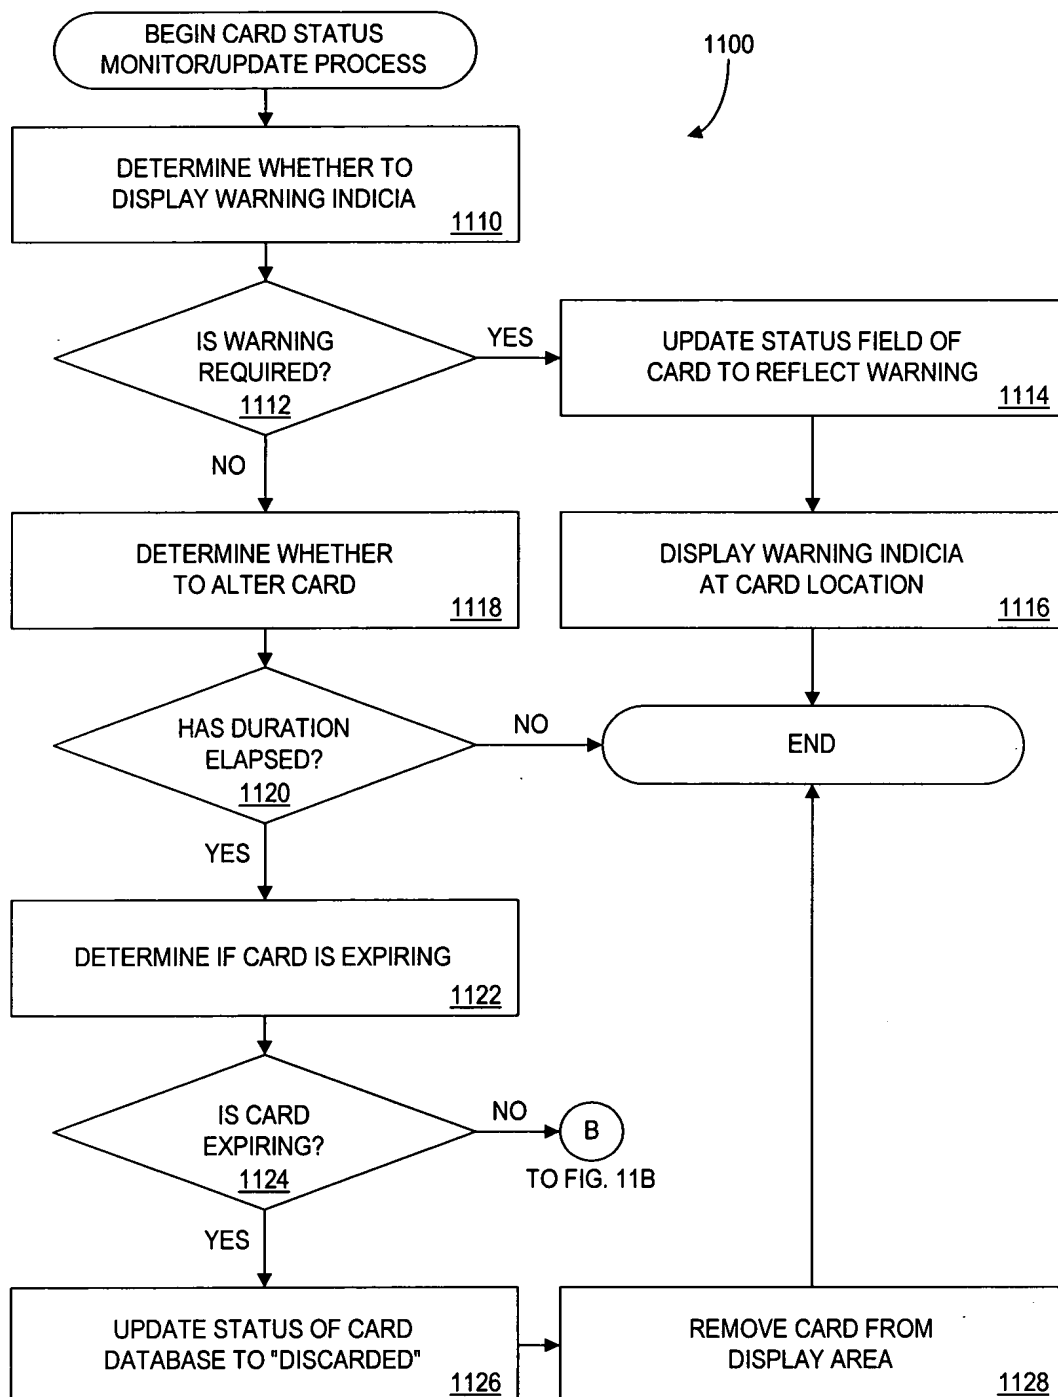 BEGIN CARD STATUS
MONITOR/UPDATE PROCESS
1100
DETERMINE WHETHER TO
DISPLAY WARNING INDICIA
1110
IS WARNING
REQUIRED?
1112
YES
UPDATE STATUS FIELD OF
CARD TO REFLECT WARNING
1114
NO
DETERMINE WHETHER
TO ALTER CARD
1118
DISPLAY WARNING INDICIA
AT CARD LOCATION
1116
HAS DURATION
ELAPSED?
1120
NO
END
YES
DETERMINE IF CARD IS EXPIRING
1122
IS CARD
EXPIRING?
1124
NO
B
TO FIG. 11B
YES
UPDATE STATUS OF CARD
DATABASE TO "DISCARDED"
1126
REMOVE CARD FROM
DISPLAY AREA
1128